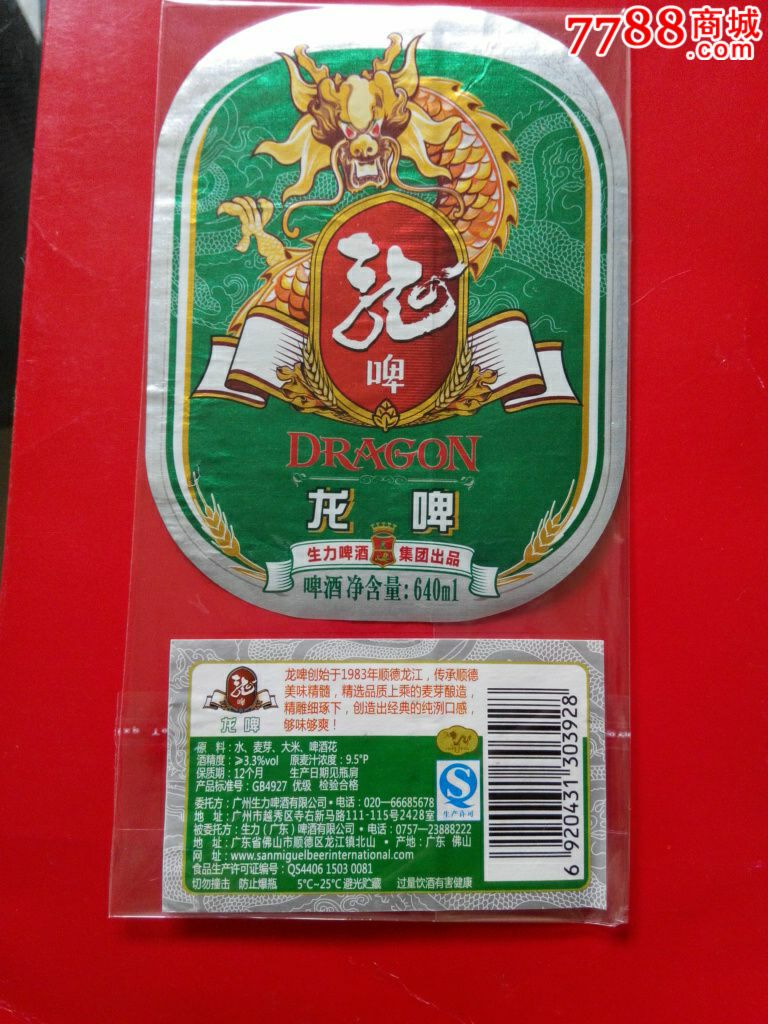 7788商城
.com
龍
啤
DRAGON
龙 啤
生力啤酒 集团出品
啤酒 净含量:640ml
龙啤创始于1983年顺德龙江，传承顺德
美味精髓，精选品质上乘的麦芽酿造，
精雕细琢下，创造出经典的纯洌口感，
够味够爽！
龍
啤
龙 啤
原 料：水、麦芽、大米、啤酒花
酒精度：≥3.3%vol 原麦汁浓度：9.5°P
保质期：12个月 生产日期见瓶肩
产品标准号：GB4927 优级 检验合格
委托方：广州生力啤酒有限公司•电话：020—66685678
地 址：广州市越秀区寺右新马路111-115号2428室
被委托方：生力（广东）啤酒有限公司•电话：0757—23888222
地 址：广东省佛山市顺德区龙江镇北山 • 产地：广东 佛山
网 址：www.sanmiguelbeerinternational.com
食品生产许可证编号：QS4406 1503 0081
切勿撞击 防止爆瓶 5℃~25℃ 避光贮藏 过量饮酒有害健康
QS
生产许可
6 920431 303928